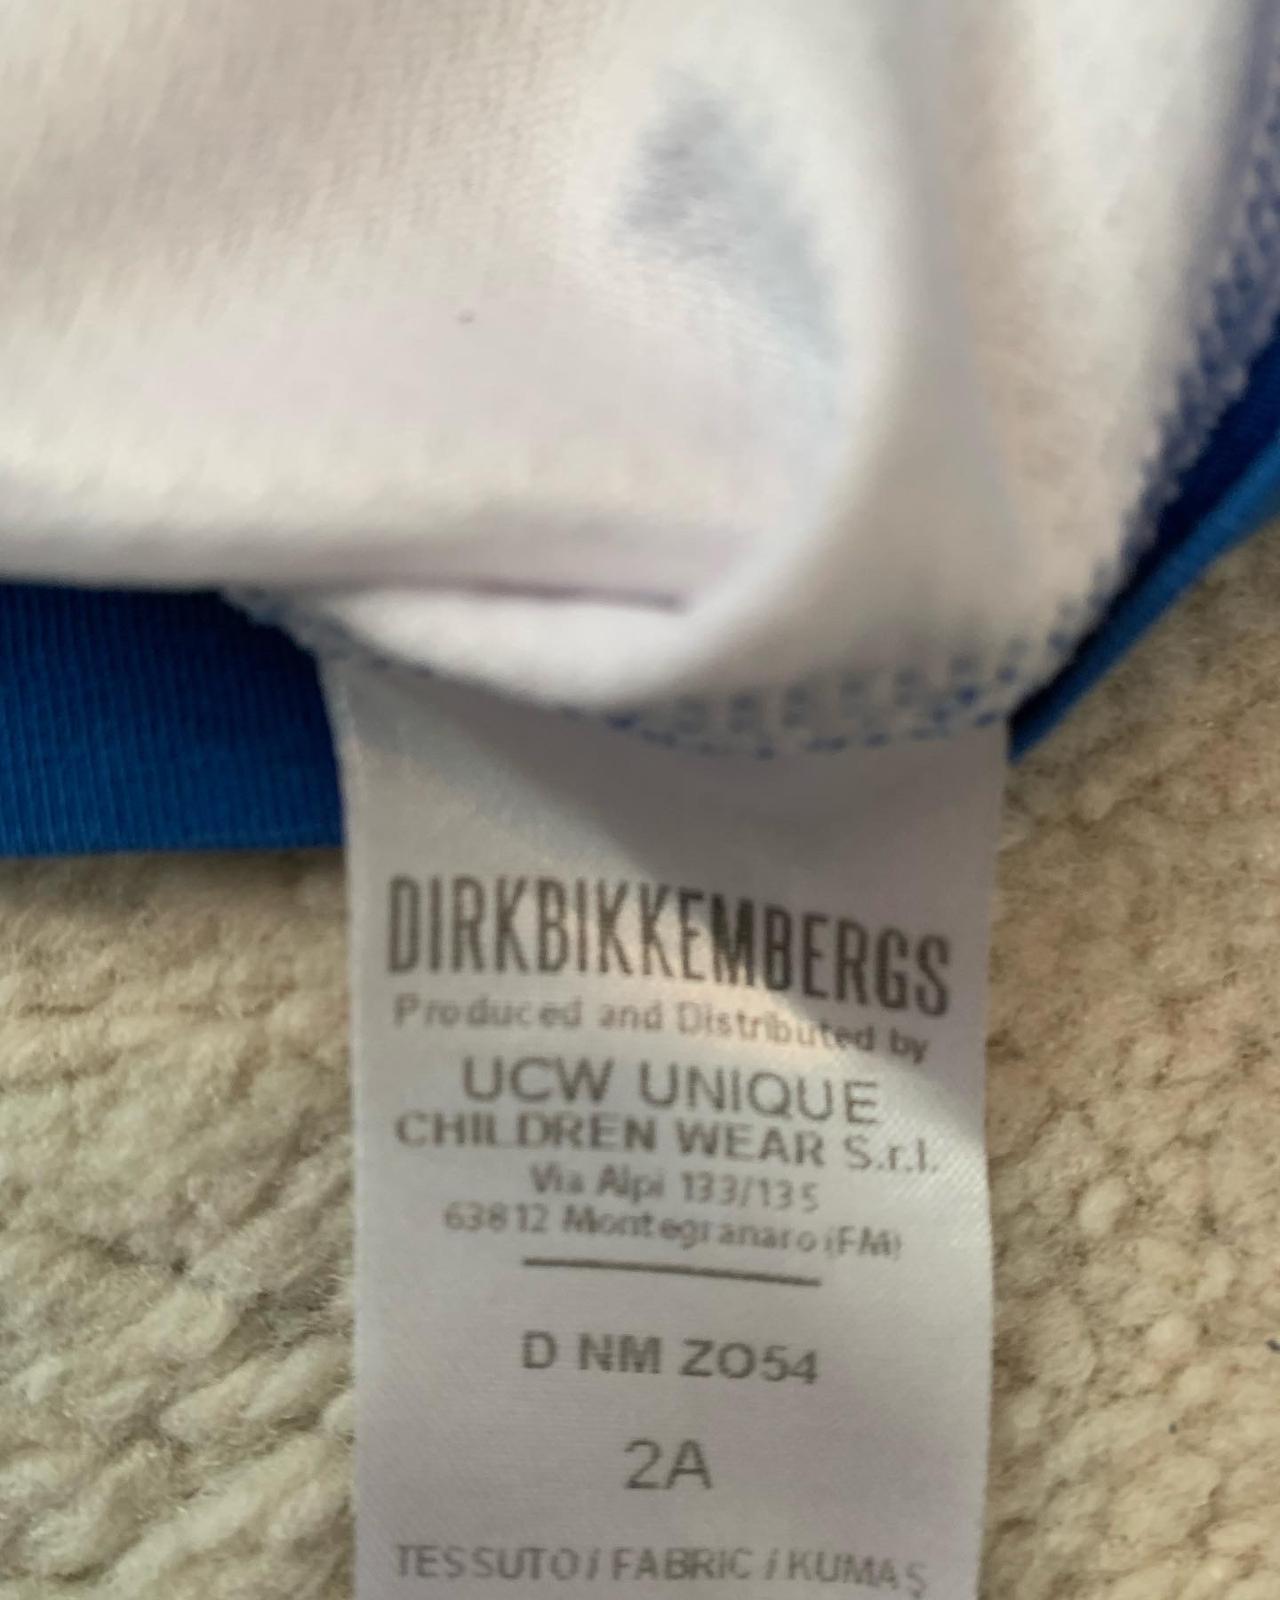 DIRKBIKKEMBERGS
Produced and Distributed by
UCW UNIQUE
CHILDREN WEAR S.r.l.
Via Alpi 133/135
63812 Montegranaro (FM)
D NM ZO54
2A
TESSUTO / FABRIC / KUMAŞ